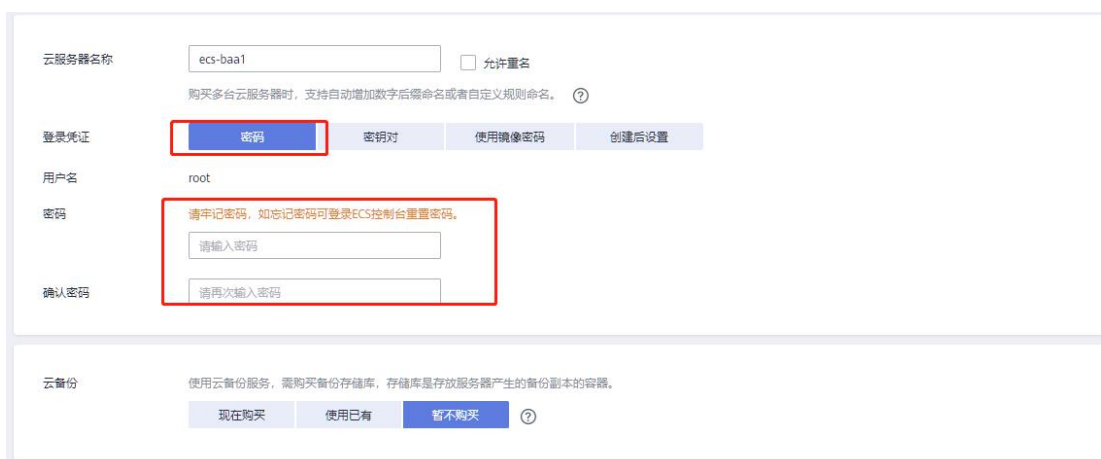 云服务器名称 ecs-baa1 允许重名
购买多台云服务器时，支持自动增加数字后缀命名或者自定义规则命名。 ?
登录凭证 密码 密钥对 使用镜像密码 创建后设置
用户名 root
密码 请牢记密码，如忘记密码可登录ECS控制台重置密码。
请输入密码
确认密码 请再次输入密码
云备份 使用云备份服务，需购买备份存储库，存储库是存放服务器产生的备份副本的容器。
现在购买 使用已有 暂不购买 ?